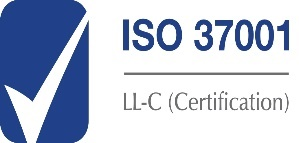 ISO 37001
LL-C (Certification)